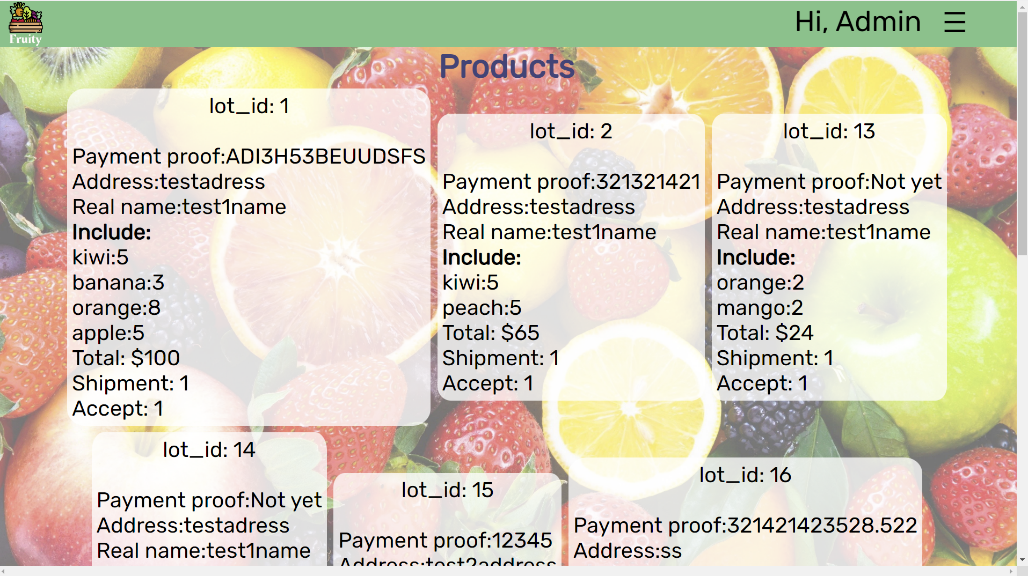 Fruity
Hi, Admin
Products
lot_id: 1
Payment proof:ADI3H53BEUUDSFS
Address:testadress
Real name:test1name
Include:
kiwi:5
banana:3
orange:8
apple:5
Total: $100
Shipment: 1
Accept: 1
lot_id: 2
Payment proof:321321421
Address:testadress
Real name:test1name
Include:
kiwi:5
peach:5
Total: $65
Shipment: 1
Accept: 1
lot_id: 13
Payment proof:Not yet
Address:testadress
Real name:test1name
Include:
orange:2
mango:2
Total: $24
Shipment: 1
Accept: 1
lot_id: 14
Payment proof:Not yet
Address:testadress
Real name:test1name
lot_id: 15
Payment proof:12345
Address:test2address
lot_id: 16
Payment proof:321421423528.522
Address:ss